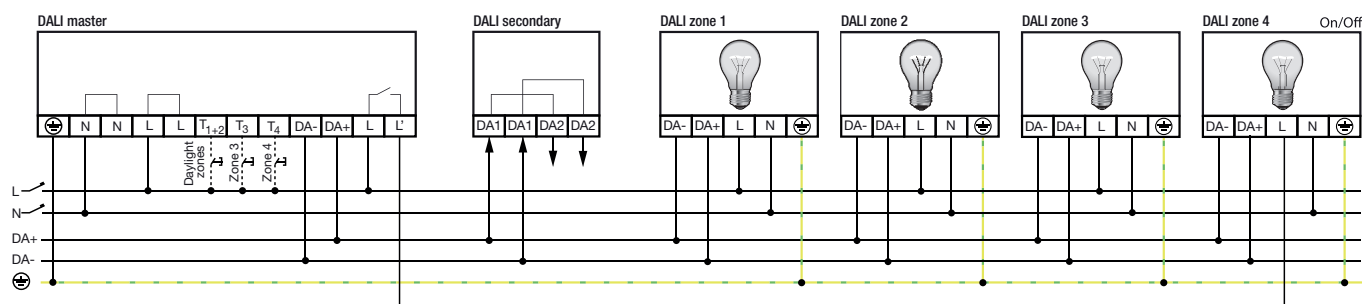 DALI master
DALI secondary
DALI zone 1
DALI zone 2
DALI zone 3
DALI zone 4
On/Off
N N L L T1+2 T3 T4 DA- DA+ L L'
DA1 DA1 DA2 DA2
DA- DA+ L N
DA- DA+ L N
DA- DA+ L N
DA- DA+ L N
Daylight
zones
Zone 3
Zone 4
L
N
DA+
DA-